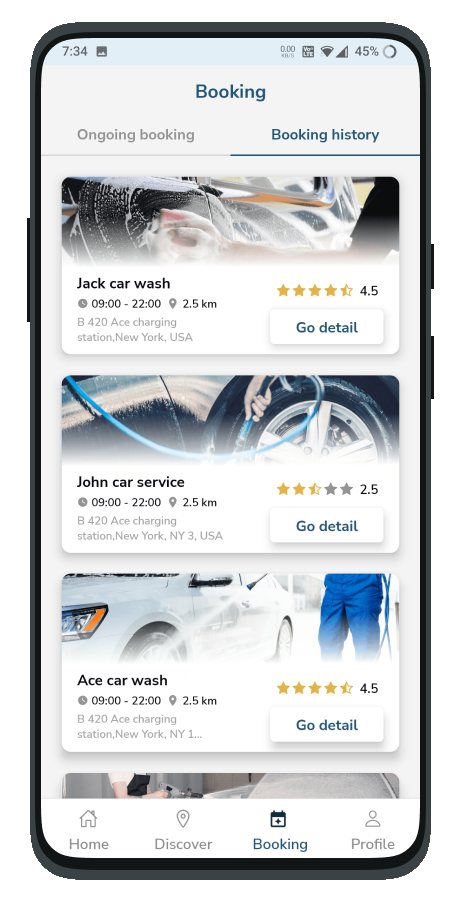 7:34 0.00 KB/S Vo LTE 45%
Booking
Ongoing booking Booking history
Jack car wash
4.5
09:00 - 22:00 2.5 km
B 420 Ace charging
station,New York, USA
Go detail
John car service
2.5
09:00 - 22:00 2.5 km
B 420 Ace charging
station,New York, NY 3, USA
Go detail
Ace car wash
4.5
09:00 - 22:00 2.5 km
B 420 Ace charging
station,New York, NY 1...
Go detail
Home Discover Booking Profile